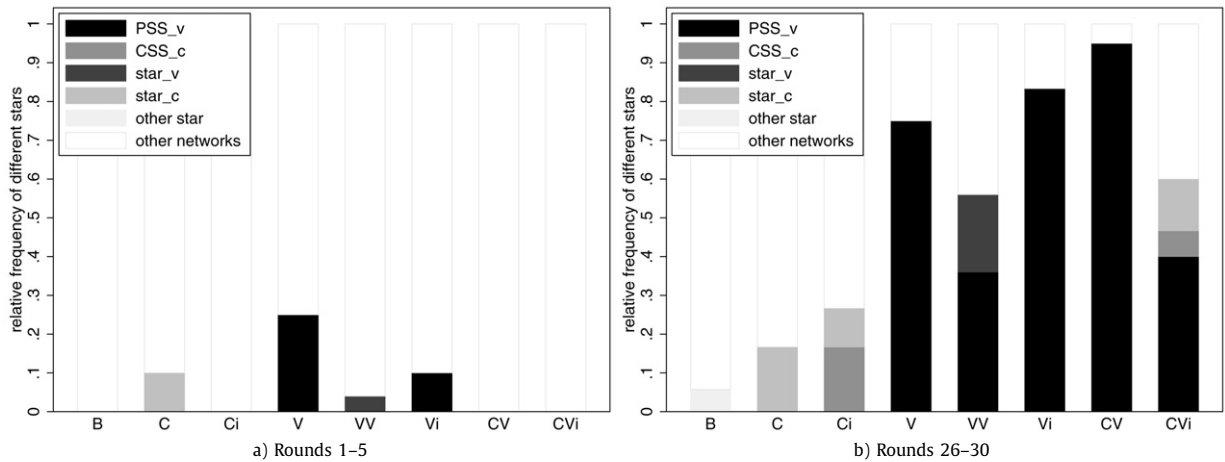 relative frequency of different stars
1
.9
.8
.7
.6
.5
.4
.3
.2
.1
0
PSS_v
CSS_c
star_v
star_c
other star
other networks
B C Ci V VV Vi CV CVi
a) Rounds 1–5
relative frequency of different stars
1
.9
.8
.7
.6
.5
.4
.3
.2
.1
0
PSS_v
CSS_c
star_v
star_c
other star
other networks
B C Ci V VV Vi CV CVi
b) Rounds 26–30